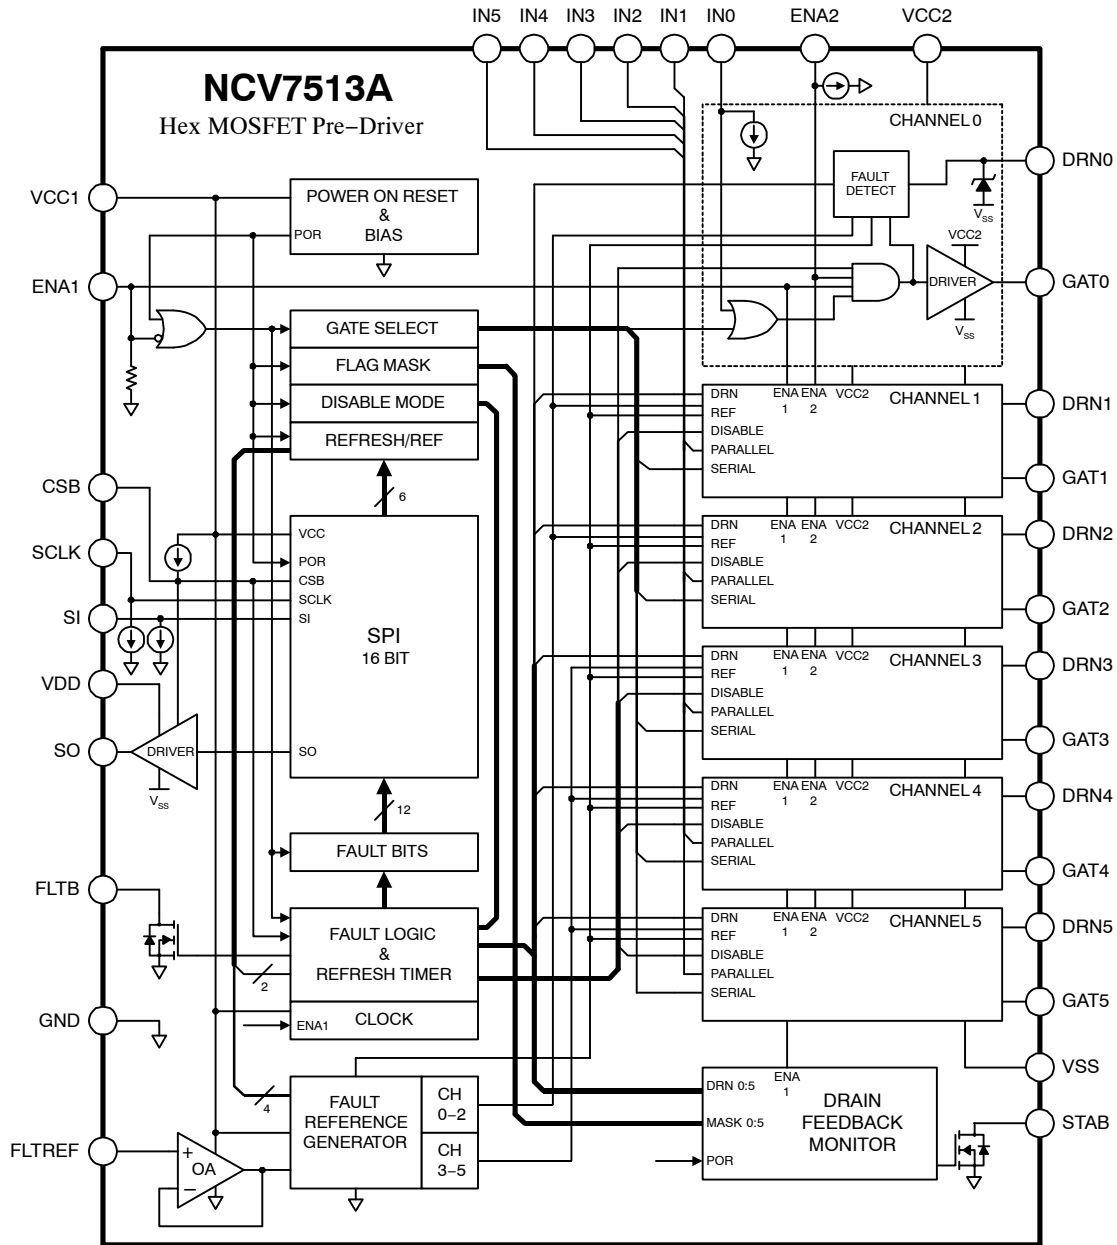 IN5 IN4 IN3 IN2 IN1 IN0 ENA2 VCC2
NCV7513A
Hex MOSFET Pre−Driver
CHANNEL 0
FAULT
DETECT
DRN0
VSS
VCC1
POWER ON RESET
&
BIAS
POR
VCC2
DRIVER
VSS
GAT0
ENA1
GATE SELECT
FLAG MASK
DISABLE MODE
REFRESH/REF
6
DRN
REF
DISABLE
PARALLEL
SERIAL
ENA
1
ENA
2
VCC2
CHANNEL 1
DRN1
GAT1
CSB
SCLK
SI
VDD
SO
VCC
POR
CSB
SCLK
SI
SPI
16 BIT
SO
DRIVER
VSS
12
DRN
REF
DISABLE
PARALLEL
SERIAL
ENA
1
ENA
2
VCC2
CHANNEL 2
DRN2
GAT2
DRN
REF
DISABLE
PARALLEL
SERIAL
ENA
1
ENA
2
VCC2
CHANNEL 3
DRN3
GAT3
DRN
REF
DISABLE
PARALLEL
SERIAL
ENA
1
ENA
2
VCC2
CHANNEL 4
DRN4
GAT4
FAULT BITS
FLTB
FAULT LOGIC
&
REFRESH TIMER
2
CLOCK
ENA1
GND
DRN
REF
DISABLE
PARALLEL
SERIAL
ENA
1
ENA
2
VCC2
CHANNEL 5
DRN5
GAT5
VSS
4
FAULT
REFERENCE
GENERATOR
CH
0−2
CH
3−5
FLTREF
+
OA
−
DRN 0:5
MASK 0:5
POR
ENA
1
DRAIN
FEEDBACK
MONITOR
STAB